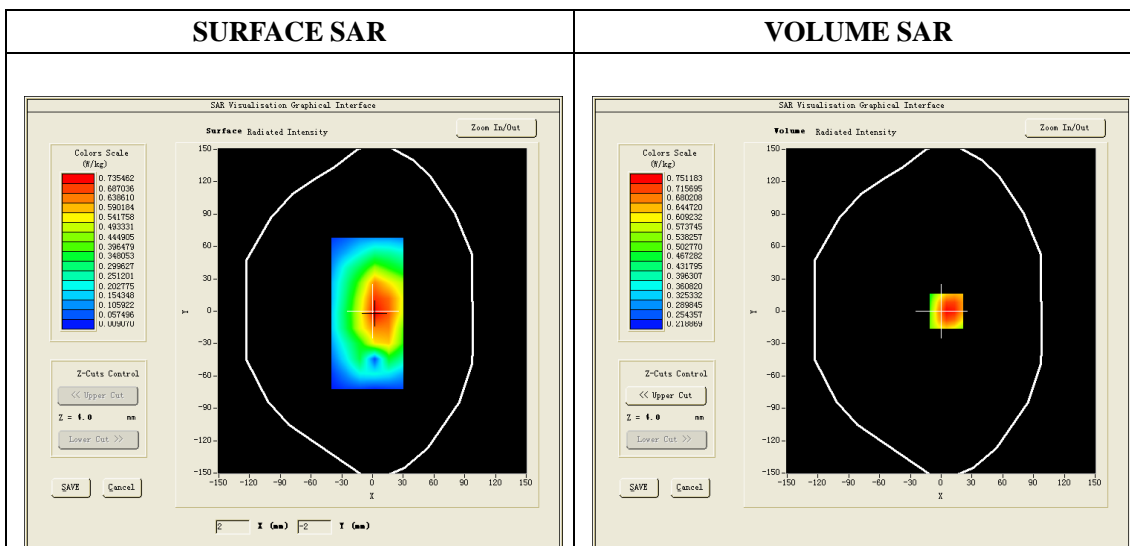 SURFACE SAR
SAR Visualisation Graphical Interface
Surface Radiated Intensity
Zoom In/Out
Colors Scale
(W/kg)
0.735462
0.687036
0.638610
0.590184
0.541758
0.493331
0.444905
0.396479
0.348053
0.299627
0.251201
0.202775
0.154348
0.105922
0.057496
0.009070
150
120
90
60
30
0
-30
-60
-90
-120
-150
Y
-150 -120 -90 -60 -30 0 30 60 90 120 150
X
Z-Cuts Control
<< Upper Cut
Z = 4.0 mm
Lower Cut >>
SAVE Cancel
2 X (mm) -2 Y (mm)
VOLUME SAR
SAR Visualisation Graphical Interface
Volume Radiated Intensity
Zoom In/Out
Colors Scale
(W/kg)
0.751183
0.715695
0.680208
0.644720
0.609232
0.573745
0.538257
0.502770
0.467282
0.431795
0.396307
0.360820
0.325332
0.289845
0.254357
0.218869
150
120
90
60
30
0
-30
-60
-90
-120
-150
Y
-150 -120 -90 -60 -30 0 30 60 90 120 150
X
Z-Cuts Control
<< Upper Cut
Z = 4.0 mm
Lower Cut >>
SAVE Cancel